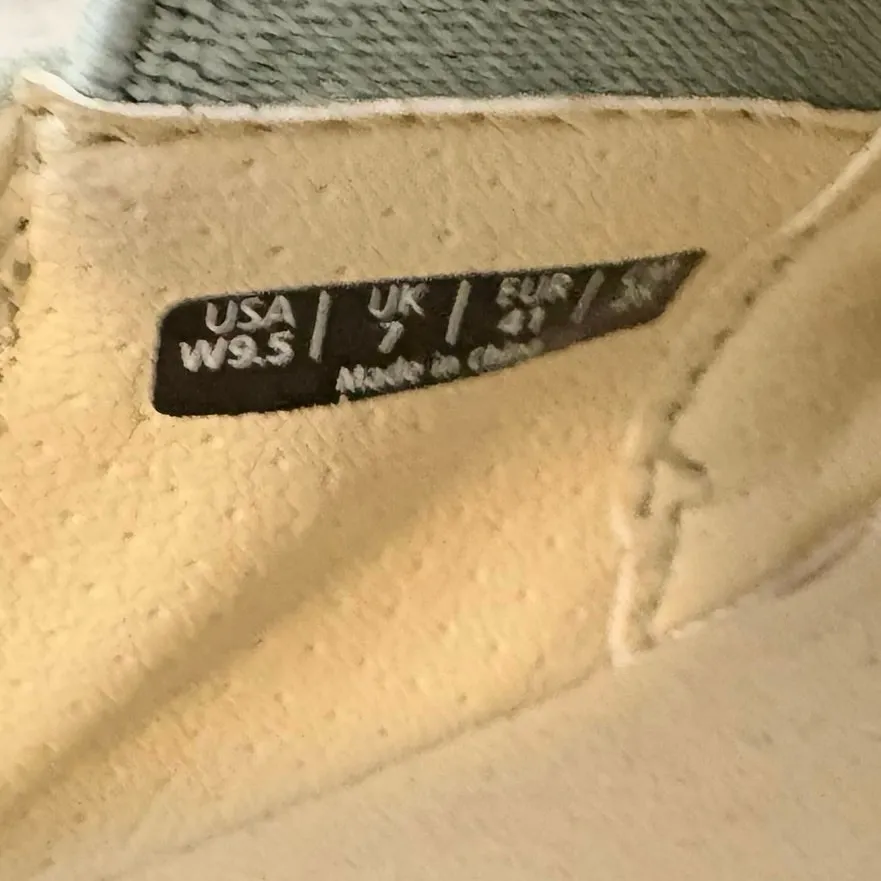 USA | UK | EUR /
W9.5 7 41
Made in China